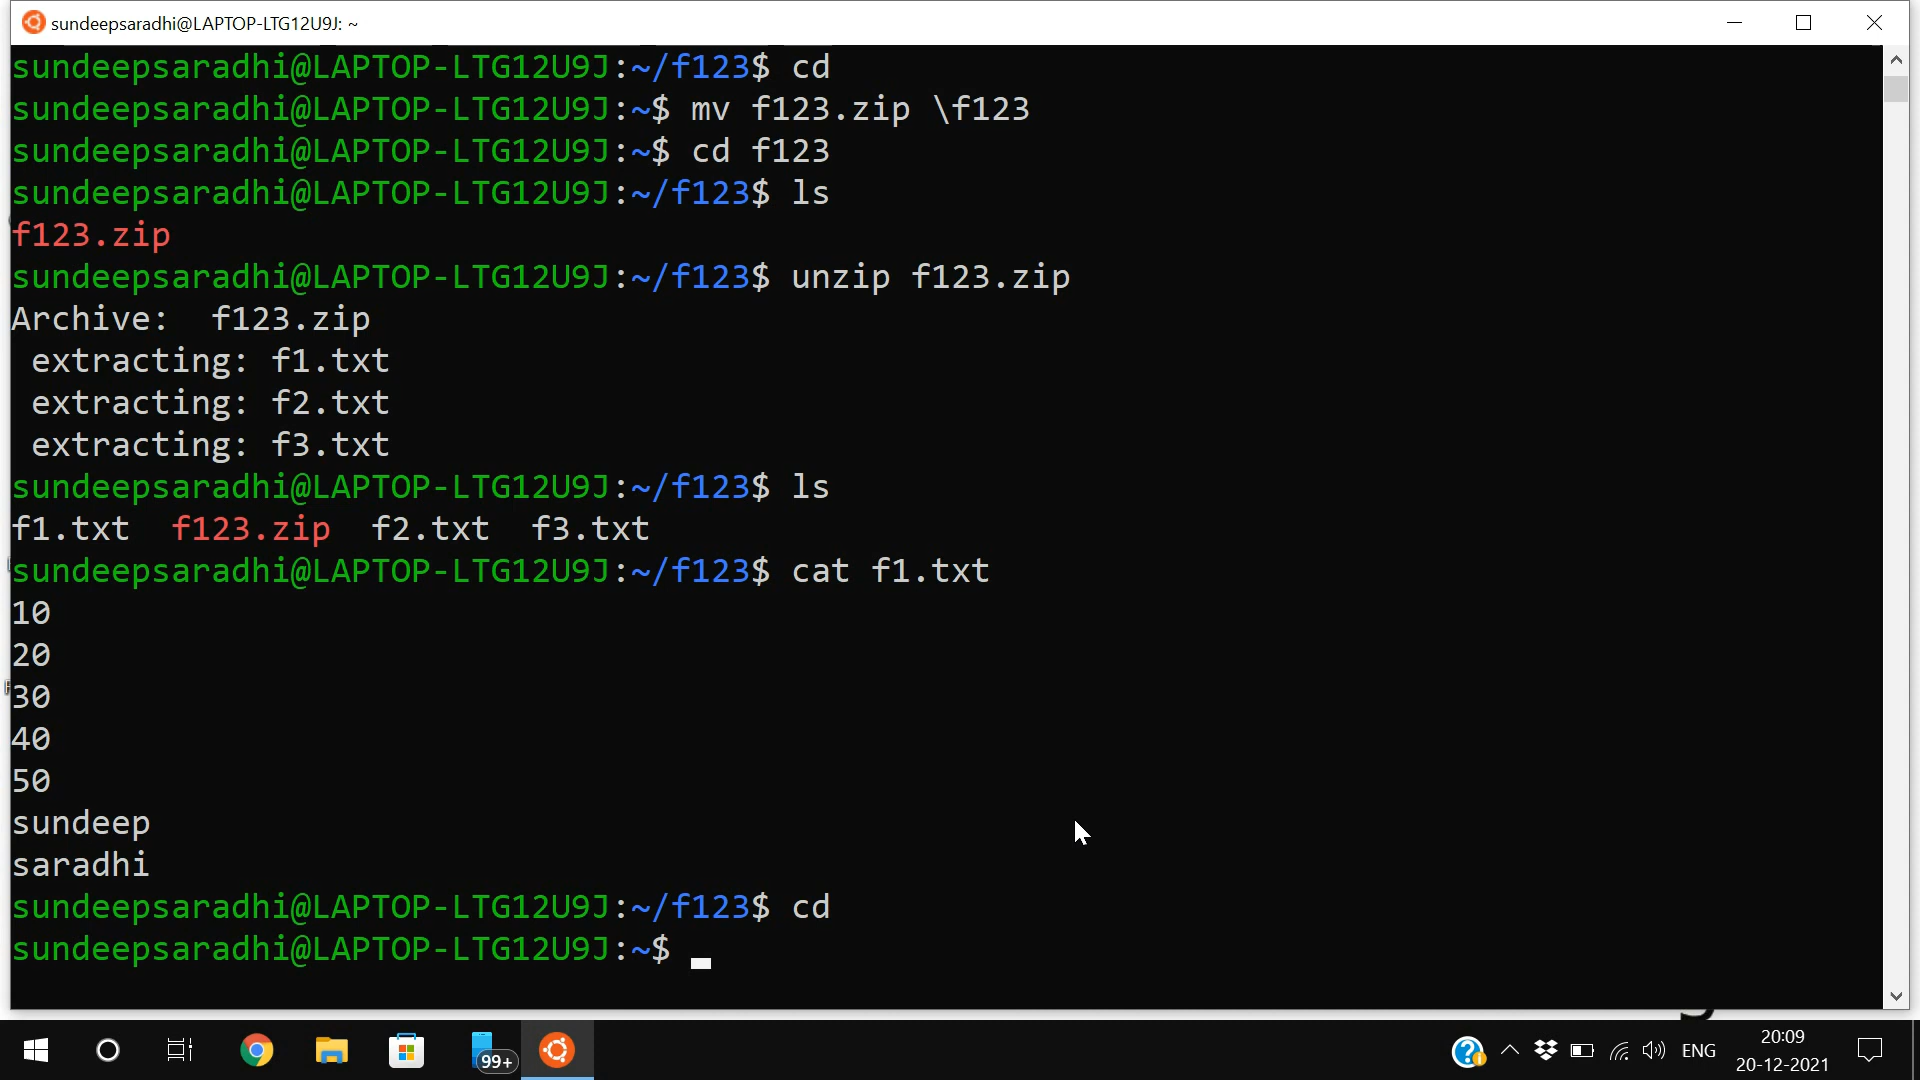 sundeepsaradhi@LAPTOP-LTG12U9J: ~
sundeepsaradhi@LAPTOP-LTG12U9J:~/f123$ cd
sundeepsaradhi@LAPTOP-LTG12U9J:~$ mv f123.zip \f123
sundeepsaradhi@LAPTOP-LTG12U9J:~$ cd f123
sundeepsaradhi@LAPTOP-LTG12U9J:~/f123$ ls
f123.zip
sundeepsaradhi@LAPTOP-LTG12U9J:~/f123$ unzip f123.zip
Archive:  f123.zip
 extracting: f1.txt
 extracting: f2.txt
 extracting: f3.txt
sundeepsaradhi@LAPTOP-LTG12U9J:~/f123$ ls
f1.txt  f123.zip  f2.txt  f3.txt
sundeepsaradhi@LAPTOP-LTG12U9J:~/f123$ cat f1.txt
10
20
30
40
50
sundeep
saradhi
sundeepsaradhi@LAPTOP-LTG12U9J:~/f123$ cd
sundeepsaradhi@LAPTOP-LTG12U9J:~$
99+
ENG
20:09
20-12-2021